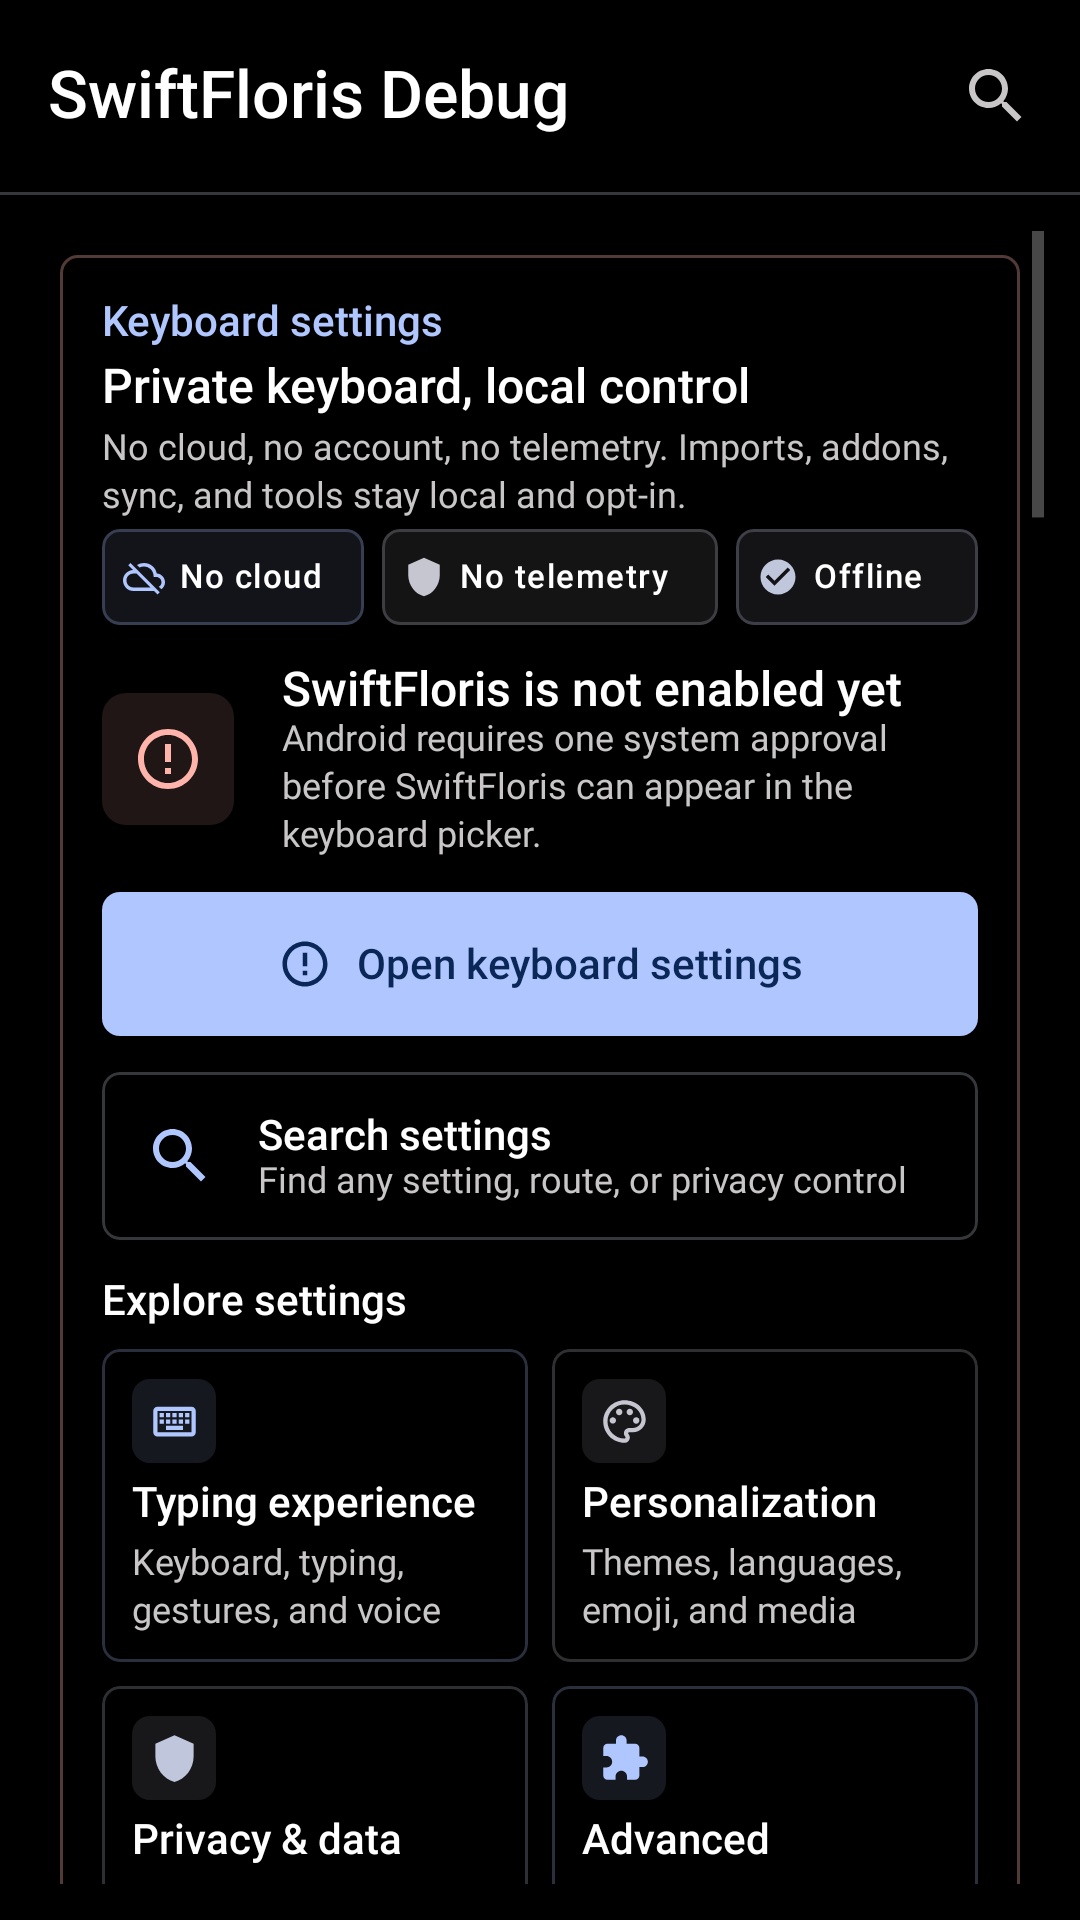 SwiftFloris Debug
Keyboard settings
Private keyboard, local control
No cloud, no account, no telemetry. Imports, addons,
sync, and tools stay local and opt-in.
No cloud
No telemetry
Offline
SwiftFloris is not enabled yet
Android requires one system approval
before SwiftFloris can appear in the
keyboard picker.
Open keyboard settings
Search settings
Find any setting, route, or privacy control
Explore settings
Typing experience
Keyboard, typing,
gestures, and voice
Personalization
Themes, languages,
emoji, and media
Privacy & data
Advanced